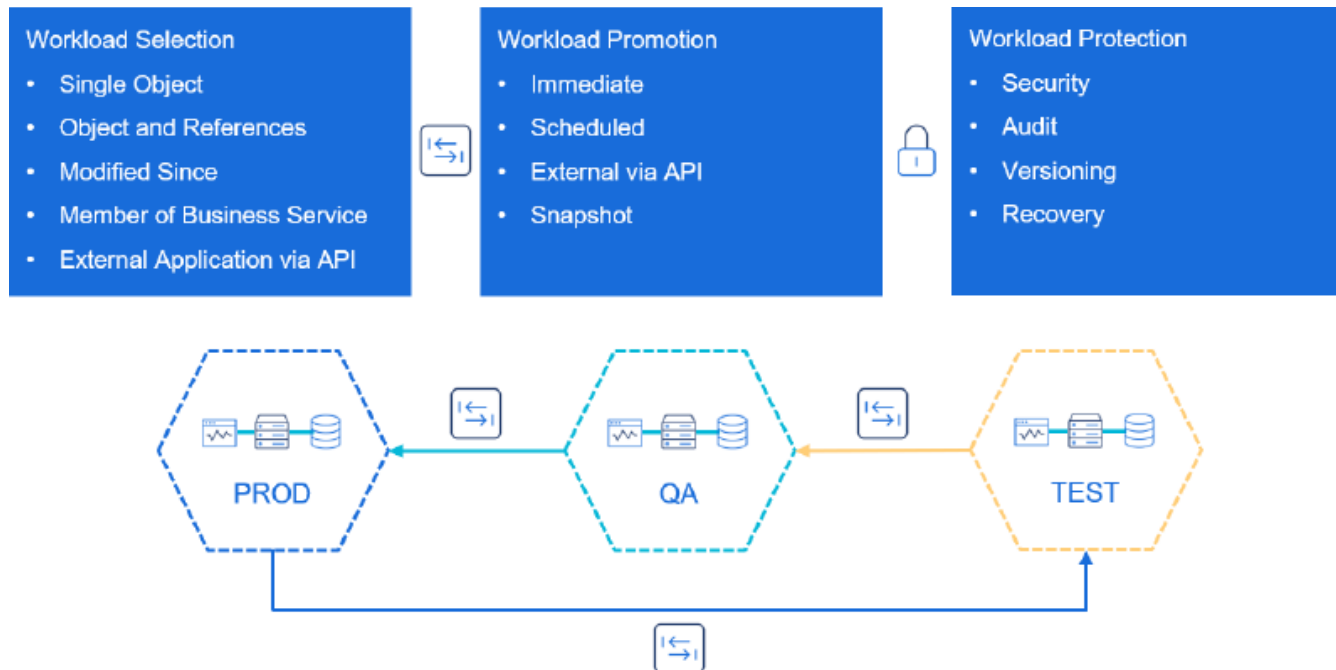 Workload Selection
• Single Object
• Object and References
• Modified Since
• Member of Business Service
• External Application via API
Workload Promotion
• Immediate
• Scheduled
• External via API
• Snapshot
Workload Protection
• Security
• Audit
• Versioning
• Recovery
PROD
QA
TEST